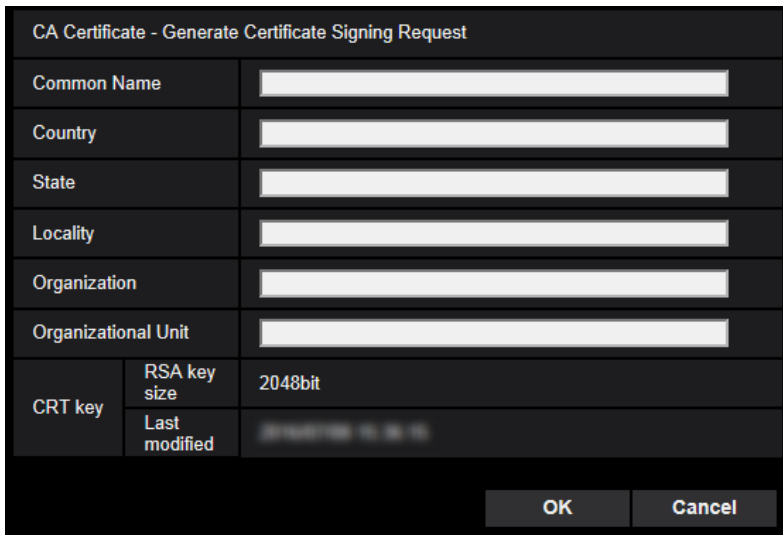 CA Certificate - Generate Certificate Signing Request
Common Name
Country
State
Locality
Organization
Organizational Unit
CRT key
RSA key
size
2048bit
Last
modified
OK Cancel